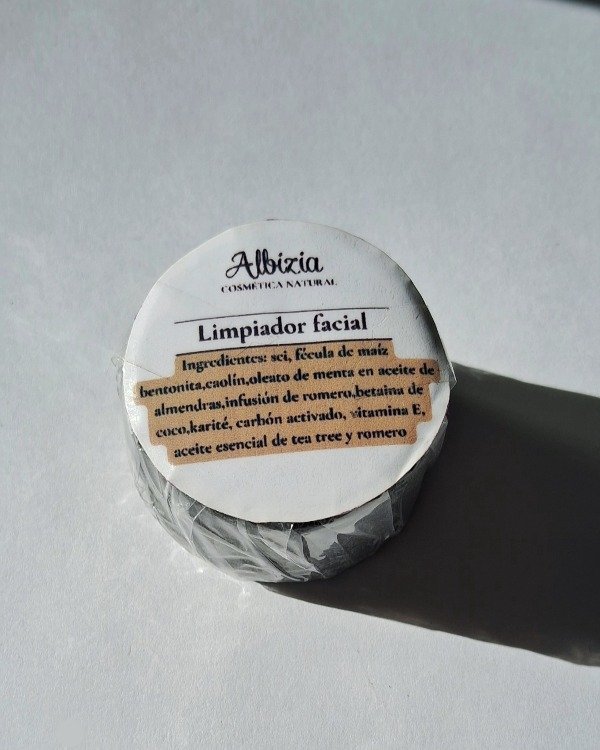 Albizia
COSMÉTICA NATURAL
Limpiador facial
Ingredientes: sci, fécula de maíz
bentonita,caolín,oleato de menta en aceite de
almendras,infusión de romero,betaína de
coco,karité, carbón activado, vitamina E,
aceite esencial de tea tree y romero